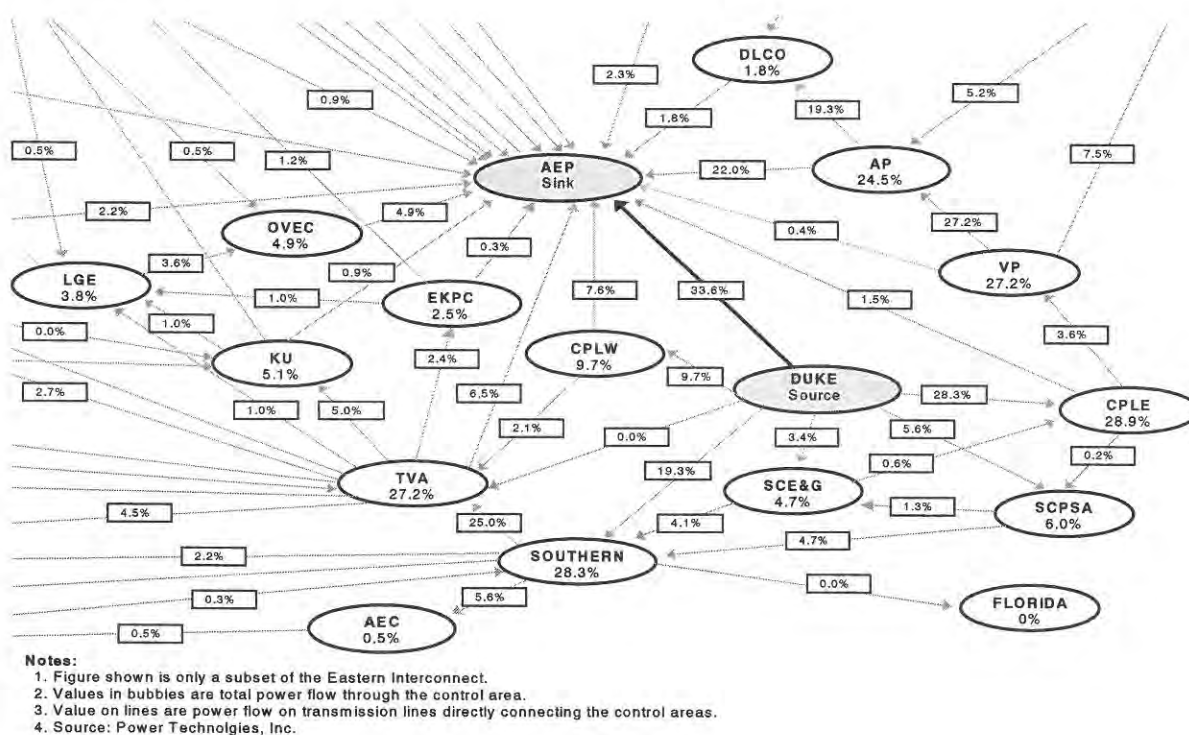 DLCO
1.8%
2.3%
5.2%
0.9%
19.3%
1.8%
0.5%
0.5%
1.2%
AEP
Sink
22.0%
AP
24.5%
7.5%
2.2%
4.9%
OVEC
4.9%
27.2%
0.4%
0.3%
3.6%
0.9%
LGE
3.8%
VP
27.2%
7.6%
33.6%
1.0%
EKPC
2.5%
1.5%
0.0%
1.0%
3.6%
KU
5.1%
2.4%
CPLW
9.7%
9.7%
DUKE
Source
28.3%
CPLE
28.9%
2.7%
1.0%
5.0%
6.5%
2.1%
0.0%
3.4%
5.6%
0.2%
0.6%
19.3%
TVA
27.2%
SCE&G
4.7%
1.3%
SCPSA
6.0%
4.5%
25.0%
4.1%
4.7%
2.2%
SOUTHERN
28.3%
0.0%
0.3%
5.6%
FLORIDA
0%
AEC
0.5%
0.5%
Notes:
1. Figure shown is only a subset of the Eastern Interconnect.
2. Values in bubbles are total power flow through the control area.
3. Value on lines are power flow on transmission lines directly connecting the control areas.
4. Source: Power Technolgies, Inc.